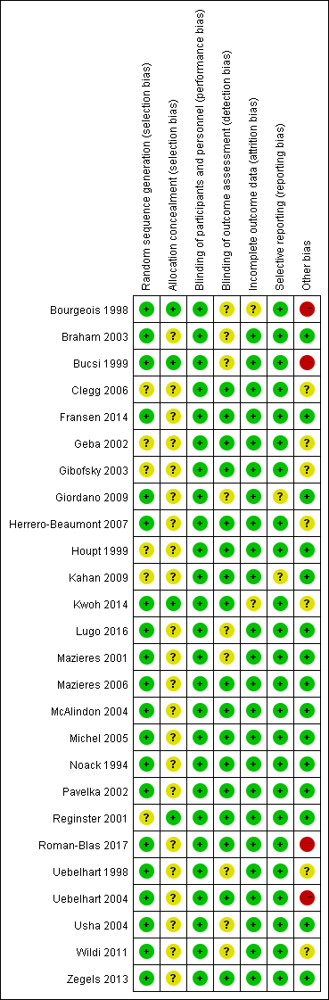 Random sequence generation (selection bias)
Allocation concealment (selection bias)
Blinding of participants and personnel (performance bias)
Blinding of outcome assessment (detection bias)
Incomplete outcome data (attrition bias)
Selective reporting (reporting bias)
Other bias
Bourgeois 1998 + + + ? ? +
Braham 2003 + ? + ? + + +
Bucsi 1999 + + + ? + +
Clegg 2006 ? ? + + + + ?
Fransen 2014 + ? + + + + +
Geba 2002 ? ? + + + + ?
Gibofsky 2003 ? ? + + + + ?
Giordano 2009 + ? + ? + ? +
Herrero-Beaumont 2007 + ? + + + + ?
Houpt 1999 ? ? + + + + +
Kahan 2009 ? ? + + + ? +
Kwoh 2014 + + + + ? + ?
Lugo 2016 + ? + ? + + +
Mazieres 2001 + ? + ? + + +
Mazieres 2006 + ? + + + + +
McAlindon 2004 + ? + + + + +
Michel 2005 + ? + + + + +
Noack 1994 + ? + + + + +
Pavelka 2002 + ? + + + + +
Reginster 2001 ? + + + + + +
Roman-Blas 2017 + ? + + + +
Uebelhart 1998 + ? + ? + + ?
Uebelhart 2004 + ? + + + +
Usha 2004 + ? + ? + + +
Wildi 2011 + ? + ? + + ?
Zegels 2013 + ? + + + + +